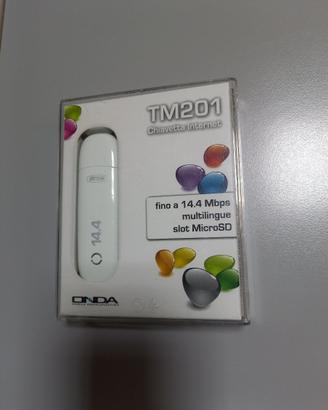 TM201
Chiavetta Internet
fino a 14.4 Mbps
multilingue
slot MicroSD
14.4
ONDA